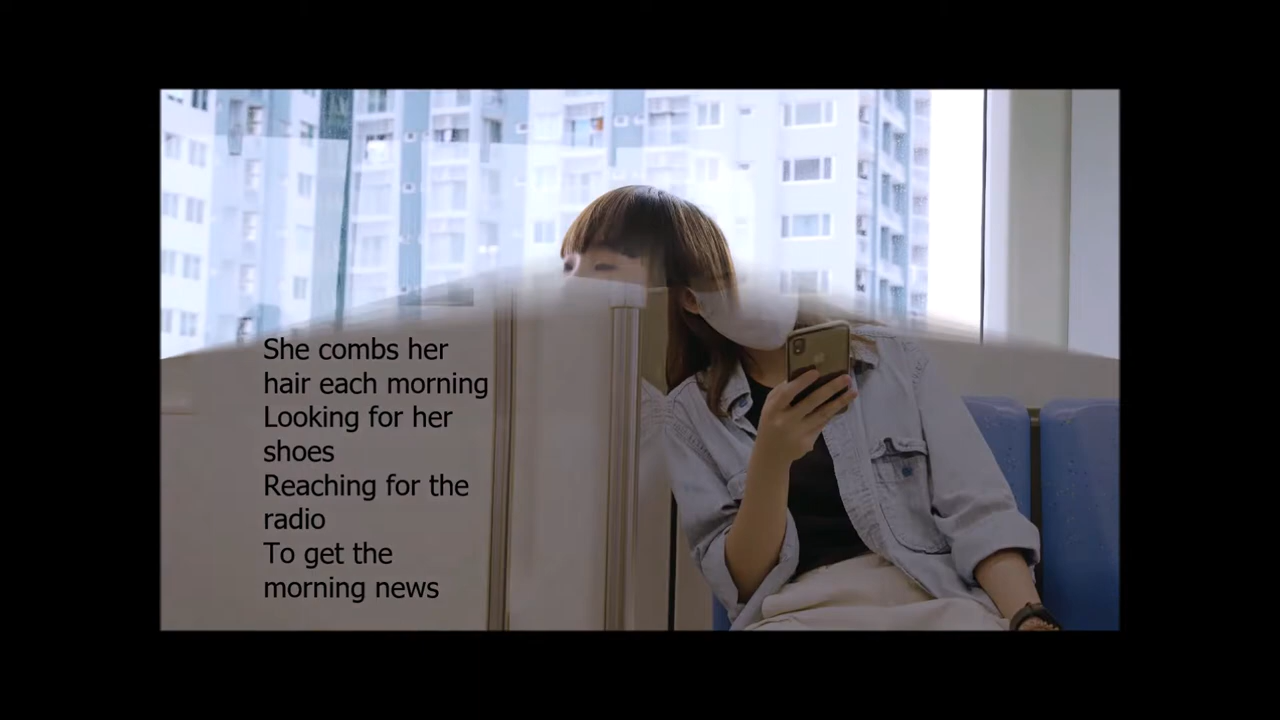 She combs her
hair each morning
Looking for her
shoes
Reaching for the
radio
To get the
morning news